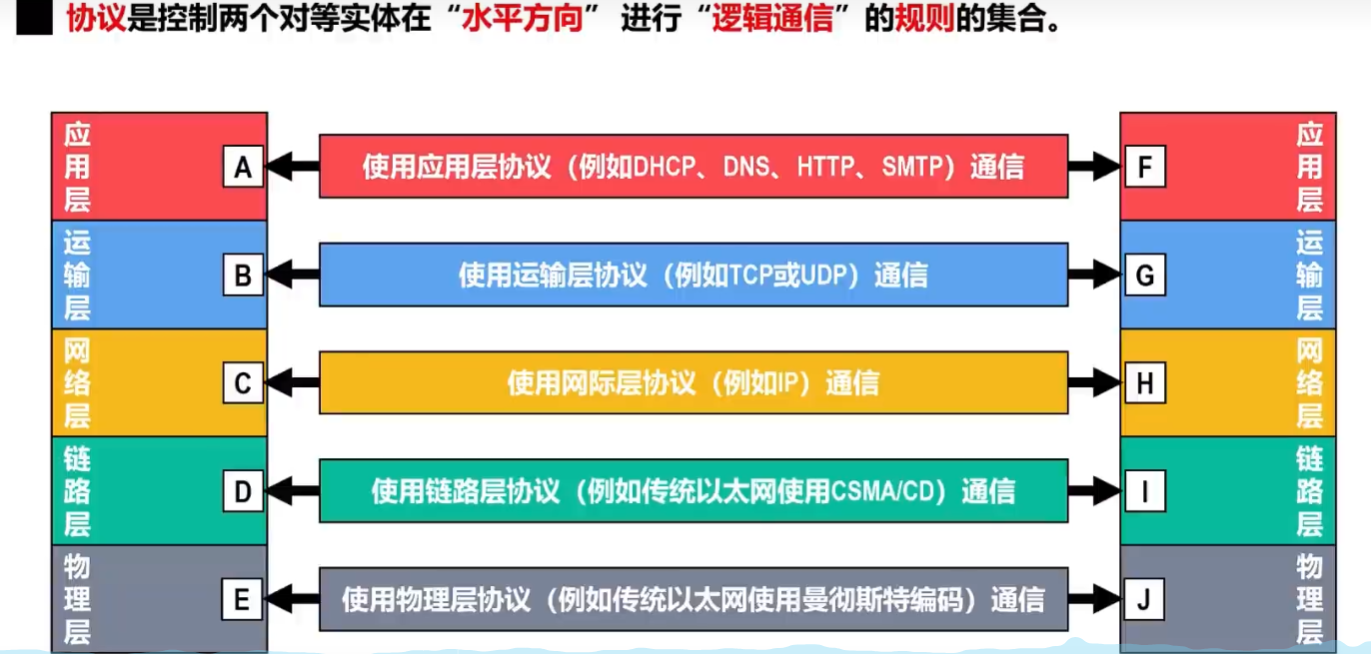 协议是控制两个对等实体在“水平方向” 进行“逻辑通信”的规则的集合。
应用层
A
使用应用层协议（例如DHCP、DNS、HTTP、SMTP）通信
F
应用层
运输层
B
使用运输层协议（例如TCP或UDP）通信
G
运输层
网络层
C
使用网际层协议（例如IP）通信
H
网络层
链路层
D
使用链路层协议（例如传统以太网使用CSMA/CD）通信
I
链路层
物理层
E
使用物理层协议（例如传统以太网使用曼彻斯特编码）通信
J
物理层